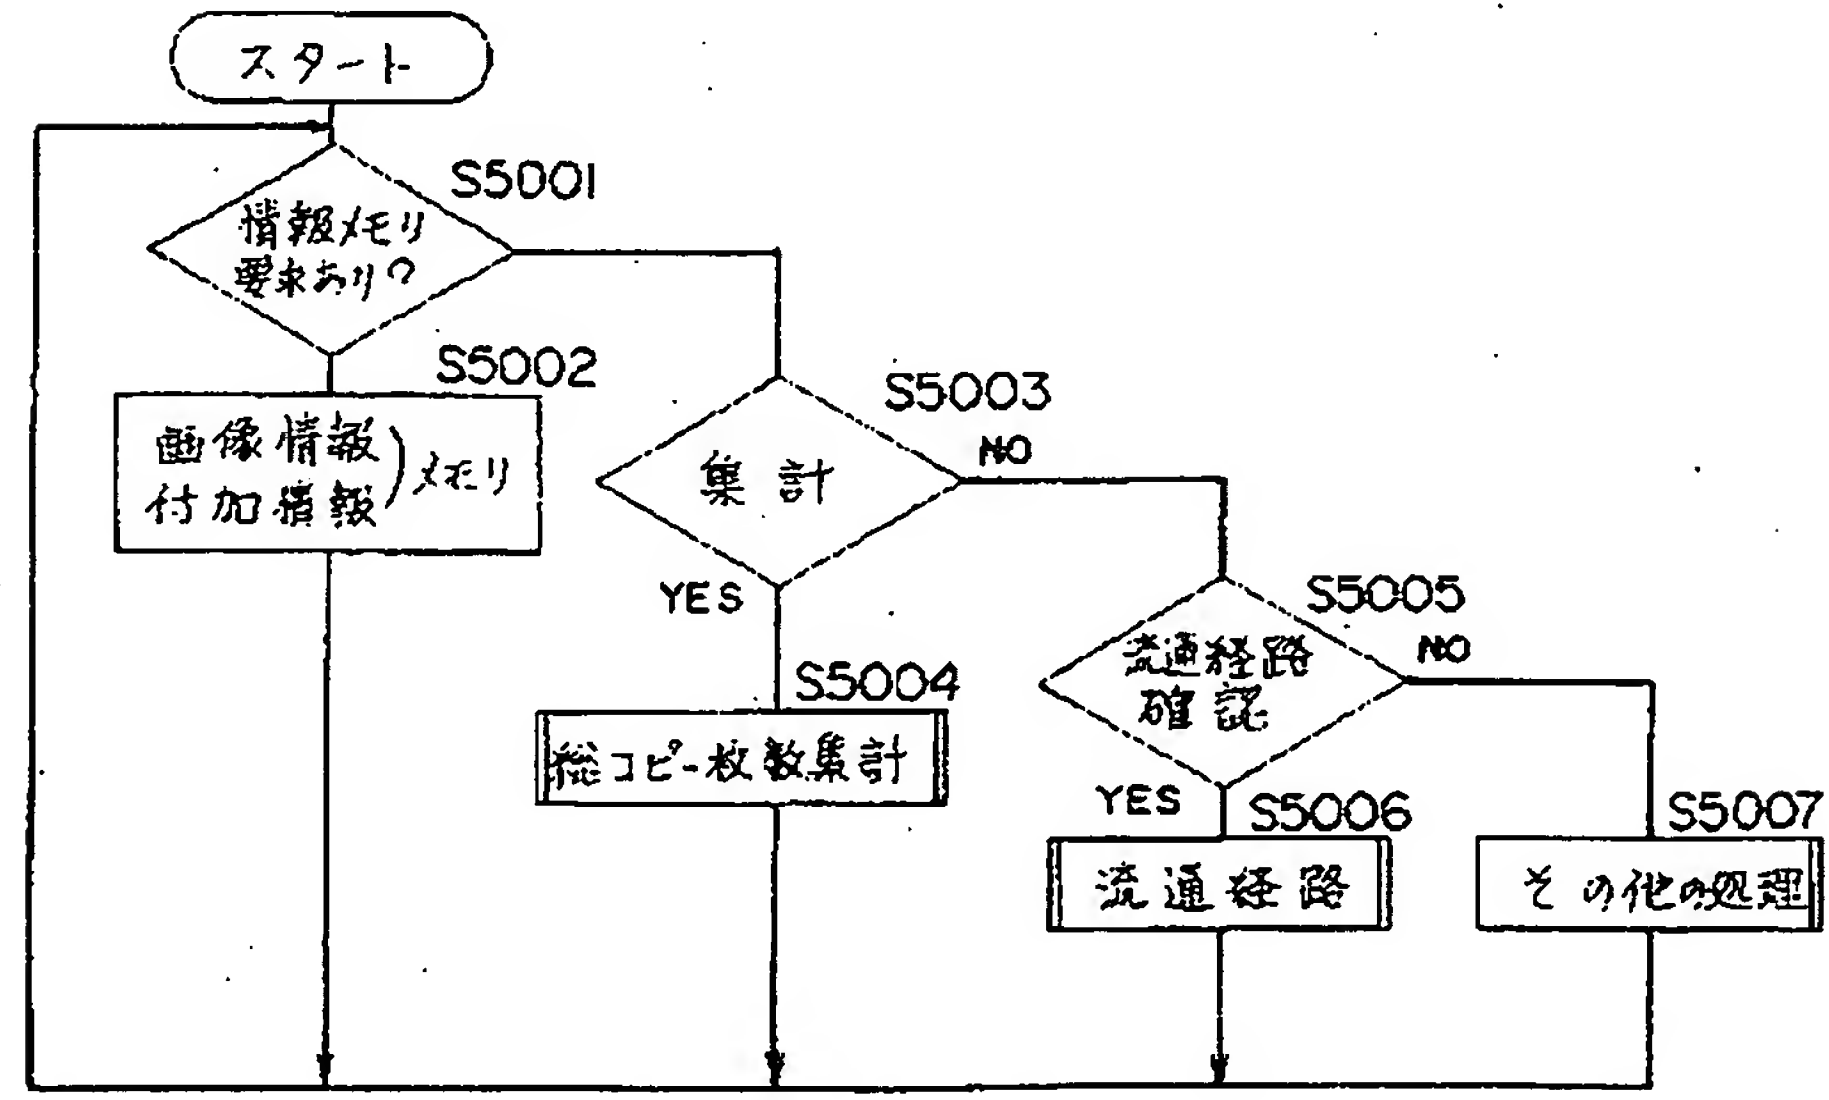 スタート
S5001
情報メモリ
要求あり?
S5002
画像情報
付加情報
)メモリ
S5003
集計
NO
YES
S5004
総コピー枚数集計
S5005
流通経路
確認
NO
YES
S5006
流通経路
S5007
その他の処理